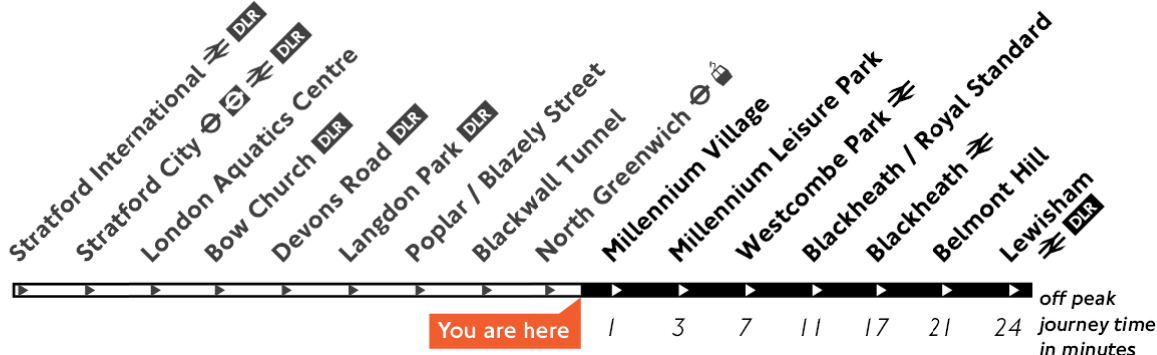 Stratford International DLR
Stratford City DLR
London Aquatics Centre
Bow Church DLR
Devons Road DLR
Langdon Park DLR
Poplar / Blazely Street
Blackwall Tunnel
North Greenwich
Millennium Village
Millennium Leisure Park
Westcombe Park
Blackheath / Royal Standard
Blackheath
Belmont Hill
Lewisham
DLR
You are here
1 3 7 11 17 21 24
off peak
journey time
in minutes